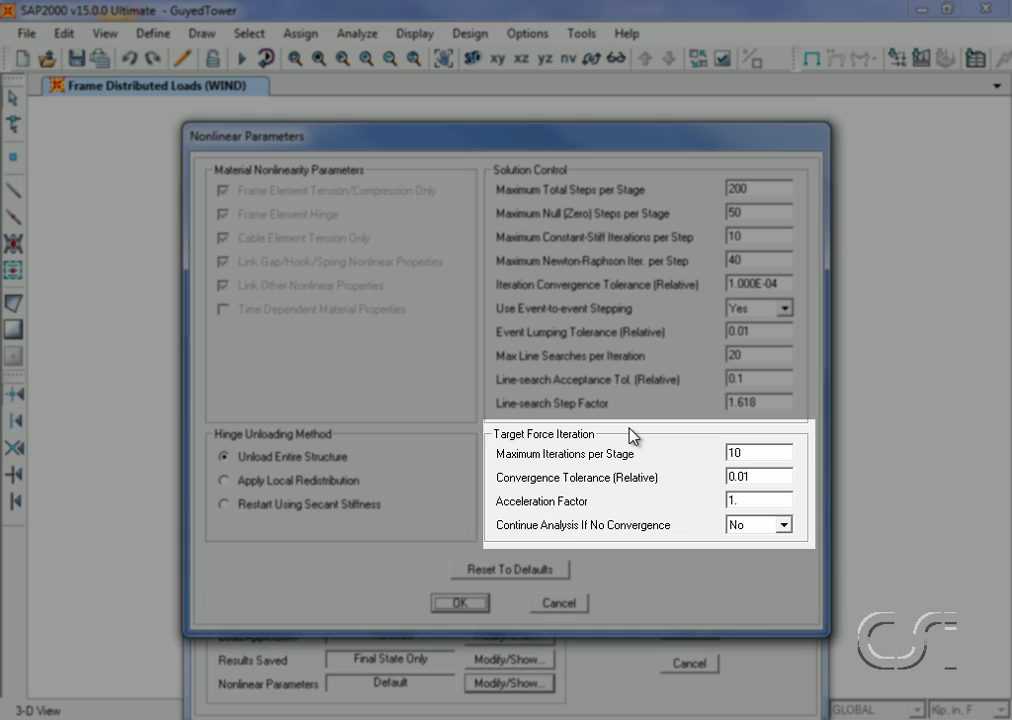 SAP2000 v15.0.0 Ultimate - GuyedTower
File Edit View Define Draw Select Assign Analyze Display Design Options Tools Help
xy xz yz nv
Frame Distributed Loads (WIND)
Nonlinear Parameters
Material Nonlinearity Parameters
Frame Element Tension/Compression Only
Frame Element Hinge
Cable Element Tension Only
Link Gap/Hook/Spring Nonlinear Properties
Link Other Nonlinear Properties
Time Dependent Material Properties
Solution Control
Maximum Total Steps per Stage 200
Maximum Null (Zero) Steps per Stage 50
Maximum Constant-Stiff Iterations per Step 10
Maximum Newton-Raphson Iter. per Step 40
Iteration Convergence Tolerance (Relative) 1.000E-04
Use Event-to-event Stepping Yes
Event Lumping Tolerance (Relative) 0.01
Max Line Searches per Iteration 20
Line-search Acceptance Tol. (Relative) 0.1
Line-search Step Factor 1.618
Hinge Unloading Method
Unload Entire Structure
Apply Local Redistribution
Restart Using Secant Stiffness
Target Force Iteration
Maximum Iterations per Stage 10
Convergence Tolerance (Relative) 0.01
Acceleration Factor 1.
Continue Analysis If No Convergence No
Reset To Defaults
OK Cancel
Results Saved Final State Only Modify/Show... Cancel
Nonlinear Parameters Default Modify/Show...
CSI
3-D View GLOBAL Kip, in, F